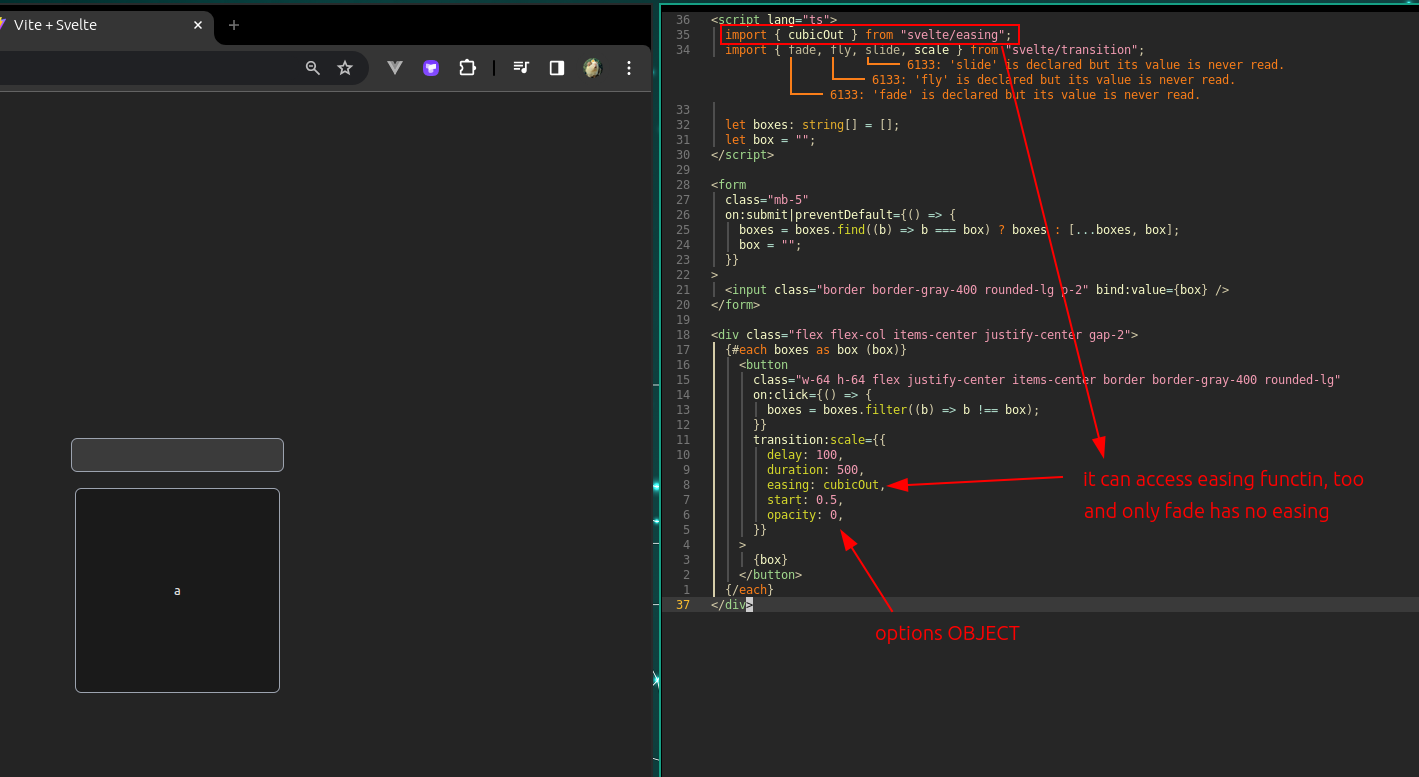 Vite + Svelte
a
36 <script lang="ts">
35 import { cubicOut } from "svelte/easing";
34 import { fade, fly, slide, scale } from "svelte/transition";
6133: 'slide' is declared but its value is never read.
6133: 'fly' is declared but its value is never read.
6133: 'fade' is declared but its value is never read.
33
32 let boxes: string[] = [];
31 let box = "";
30 </script>
29
28 <form
27 class="mb-5"
26 on:submit|preventDefault={() => {
25 boxes = boxes.find((b) => b === box) ? boxes : [...boxes, box];
24 box = "";
23 }}
22 >
21 <input class="border border-gray-400 rounded-lg p-2" bind:value={box} />
20 </form>
19
18 <div class="flex flex-col items-center justify-center gap-2">
17 {#each boxes as box (box)}
16 <button
15 class="w-64 h-64 flex justify-center items-center border border-gray-400 rounded-lg"
14 on:click={() => {
13 boxes = boxes.filter((b) => b !== box);
12 }}
11 transition:scale={{
10 delay: 100,
9 duration: 500,
8 easing: cubicOut,
7 start: 0.5,
6 opacity: 0,
5 }}
4 >
3 {box}
2 </button>
1 {/each}
37 </div>
it can access easing functin, too
and only fade has no easing
options OBJECT